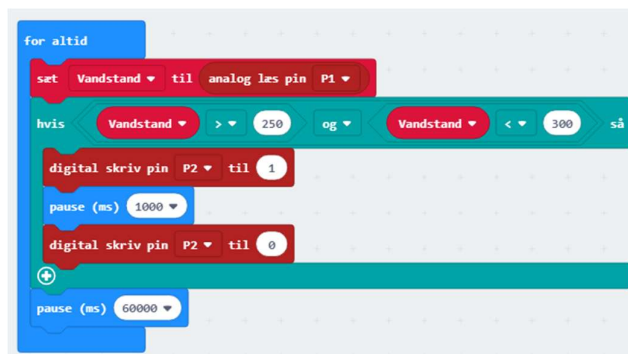 for altid
sæt Vandstand til analog læs pin P1
hvis Vandstand > 250 og Vandstand < 300 så
digital skriv pin P2 til 1
pause (ms) 1000
digital skriv pin P2 til 0
pause (ms) 60000